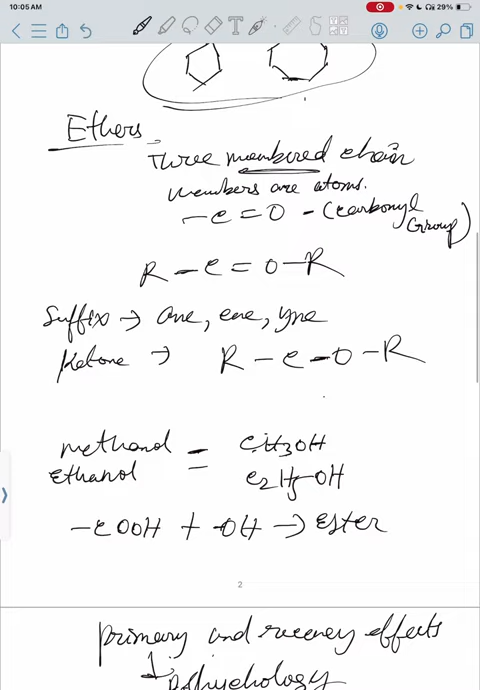 10:05 AM
29%
Ethers
Three membered chain
members are atoms.
-C=O - (Carbonyl Group)
R-C=O-R
Suffix → ane, ene, yne
Ketone → R-C-O-R
methanol = CH3OH
Ethanol C2H5-OH
-COOH + -OH → Ester
2
primary and recency effects
↓